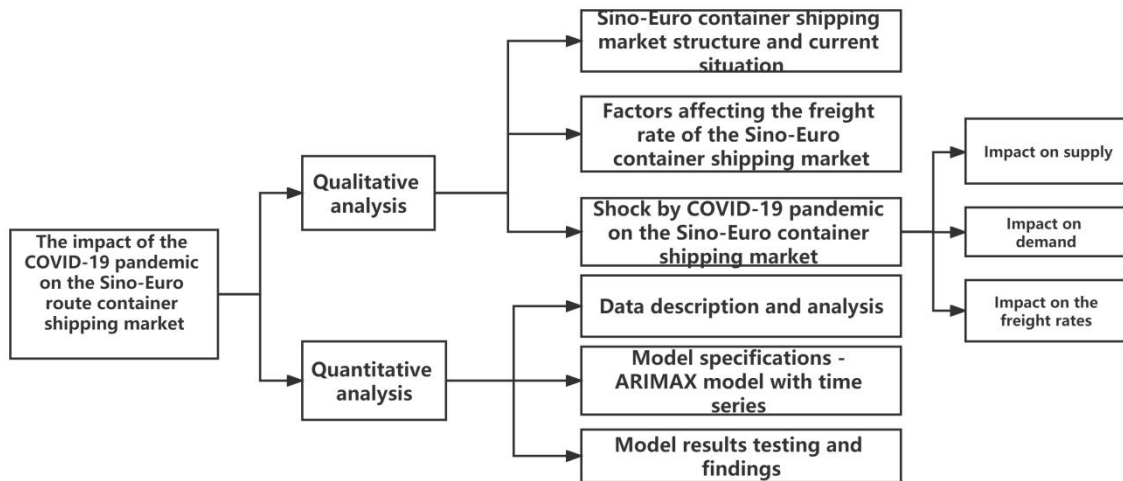 The impact of the
COVID-19 pandemic
on the Sino-Euro
route container
shipping market
Qualitative
analysis
Quantitative
analysis
Sino-Euro container shipping
market structure and current
situation
Factors affecting the freight
rate of the Sino-Euro
container shipping market
Shock by COVID-19 pandemic
on the Sino-Euro container
shipping market
Data description and analysis
Model specifications -
ARIMAX model with time
series
Model results testing and
findings
Impact on supply
Impact on
demand
Impact on the
freight rates